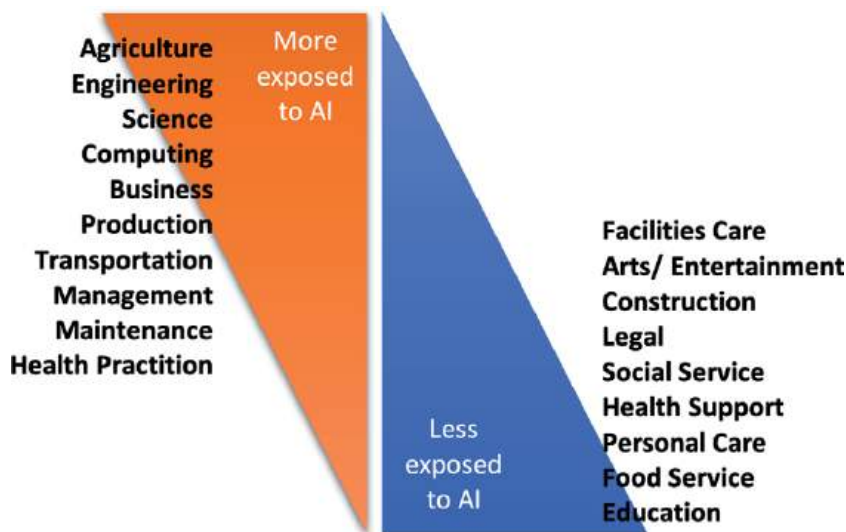 Agriculture
Engineering
Science
Computing
Business
Production
Transportation
Management
Maintenance
Health Practition
More
exposed
to AI
Less
exposed
to AI
Facilities Care
Arts/ Entertainment
Construction
Legal
Social Service
Health Support
Personal Care
Food Service
Education